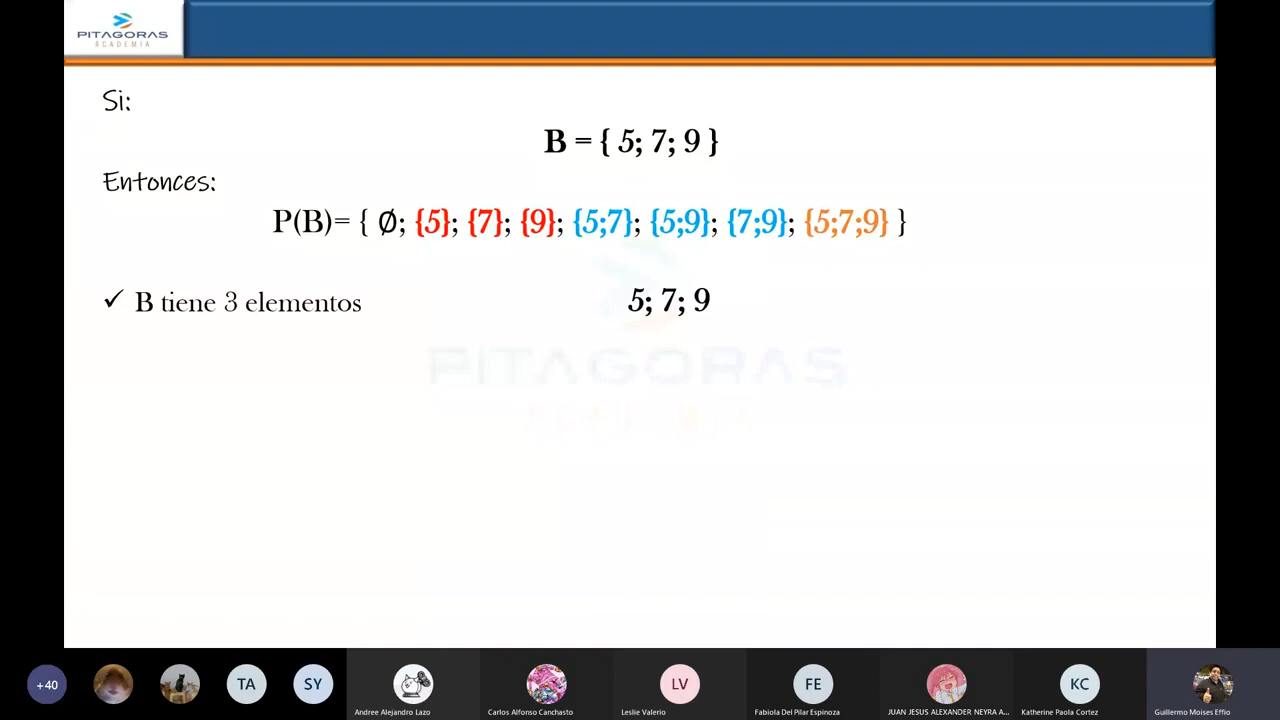 PITAGORAS
ACADEMIA
Si:
B = { 5; 7; 9 }
Entonces:
P(B)= { ∅; {5}; {7}; {9}; {5;7}; {5;9}; {7;9}; {5;7;9} }
✓ B tiene 3 elementos 5; 7; 9
PITAGORAS
ACADEMIA
+40 TA SY LV FE KC
Andree Alejandro Lazo Carlos Alfonso Canchasto Leslie Valerio Fabiola Del Pilar Espinoza JUAN JESUS ALEXANDER NEYRA A... Katherine Paola Cortez Guillermo Moises Effio